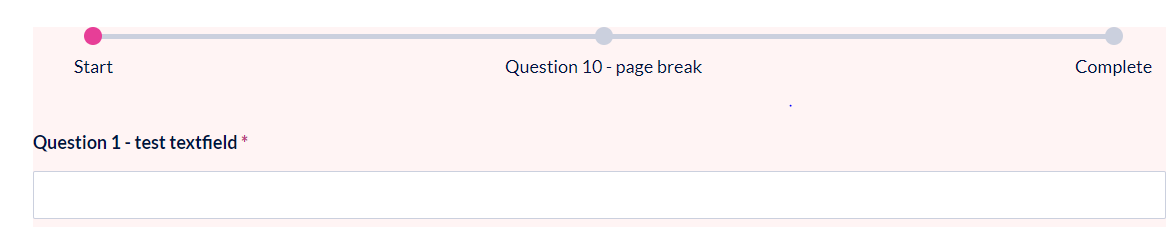 Start
Question 10 - page break
Complete
Question 1 - test textfield *